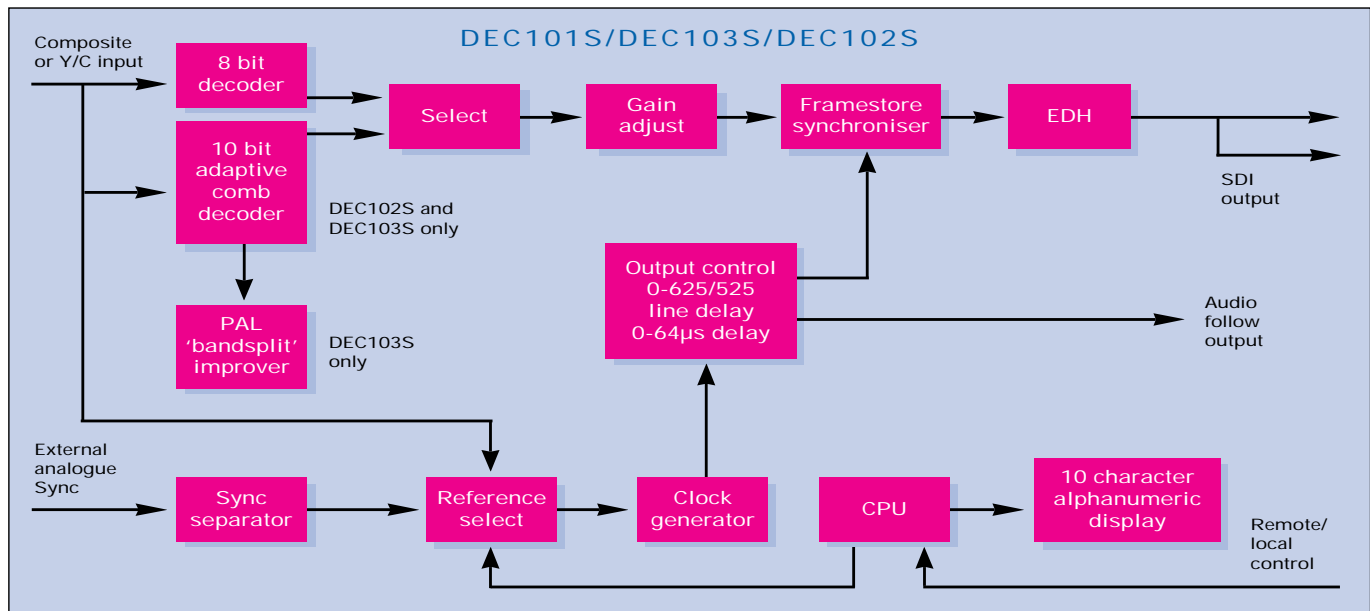 DEC101S/DEC103S/DEC102S
Composite
or Y/C input
8 bit
decoder
Select
Gain
adjust
Framestore
synchroniser
EDH
10 bit
adaptive
comb
decoder
DEC102S and
DEC103S only
SDI
output
Output control
0-625/525
line delay
0-64µs delay
Audio
follow
output
PAL
'bandsplit'
improver
DEC103S
only
External
analogue
Sync
Sync
separator
Reference
select
Clock
generator
CPU
10 character
alphanumeric
display
Remote/
local
control